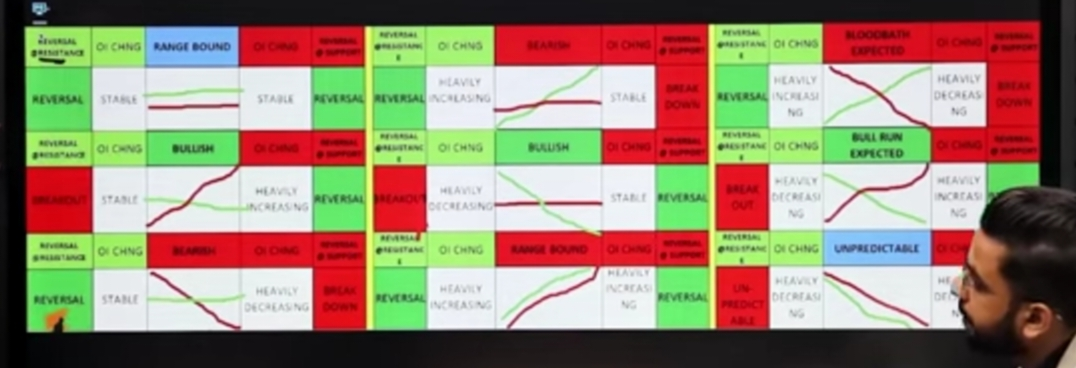 REVERSAL @RESISTANCE
OI CHNG
RANGE BOUND
OI CHNG
REVERSAL @ SUPPORT
REVERSAL @RESISTANCE
OI CHNG
BEARISH
OI CHNG
REVERSAL @ SUPPORT
REVERSAL @RESISTANCE
OI CHNG
BLOODBATH EXPECTED
OI CHNG
REVERSAL @ SUPPORT
REVERSAL
STABLE
STABLE
REVERSAL
REVERSAL
HEAVILY INCREASING
STABLE
BREAK DOWN
REVERSAL
HEAVILY INCREASING
HEAVILY DECREASING
BREAK DOWN
REVERSAL @RESISTANCE
OI CHNG
BULLISH
OI CHNG
REVERSAL @ SUPPORT
REVERSAL @RESISTANCE
OI CHNG
BULLISH
OI CHNG
REVERSAL @ SUPPORT
REVERSAL @RESISTANCE
OI CHNG
BULL RUN EXPECTED
OI CHNG
REVERSAL @ SUPPORT
BREAKOUT
STABLE
HEAVILY INCREASING
REVERSAL
BREAKOUT
HEAVILY DECREASING
STABLE
REVERSAL
BREAK OUT
HEAVILY DECREASING
HEAVILY INCREASING
REVERSAL @RESISTANCE
OI CHNG
BEARISH
OI CHNG
REVERSAL @ SUPPORT
REVERSAL @RESISTANCE
OI CHNG
RANGE BOUND
OI CHNG
REVERSAL @ SUPPORT
REVERSAL @RESISTANCE
OI CHNG
UNPREDICTABLE
REVERSAL
STABLE
HEAVILY DECREASING
BREAK DOWN
REVERSAL
HEAVILY INCREASING
HEAVILY INCREASING
REVERSAL
UN-PREDICTABLE
HEAVILY DECREASING